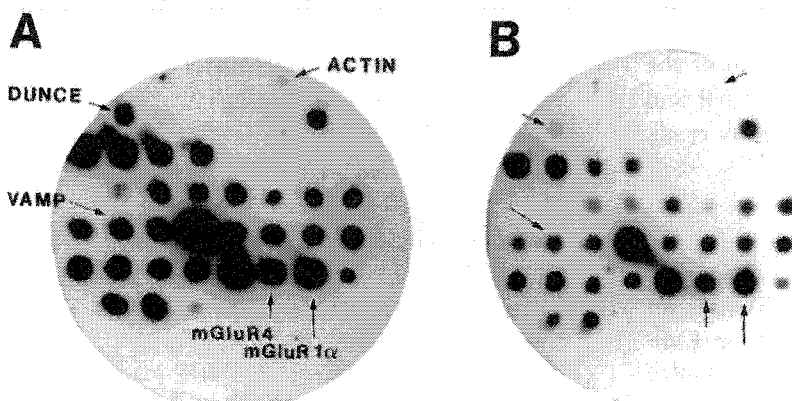 A
B
ACTIN
DUNCE
VAMP
mGluR4
mGluR1α